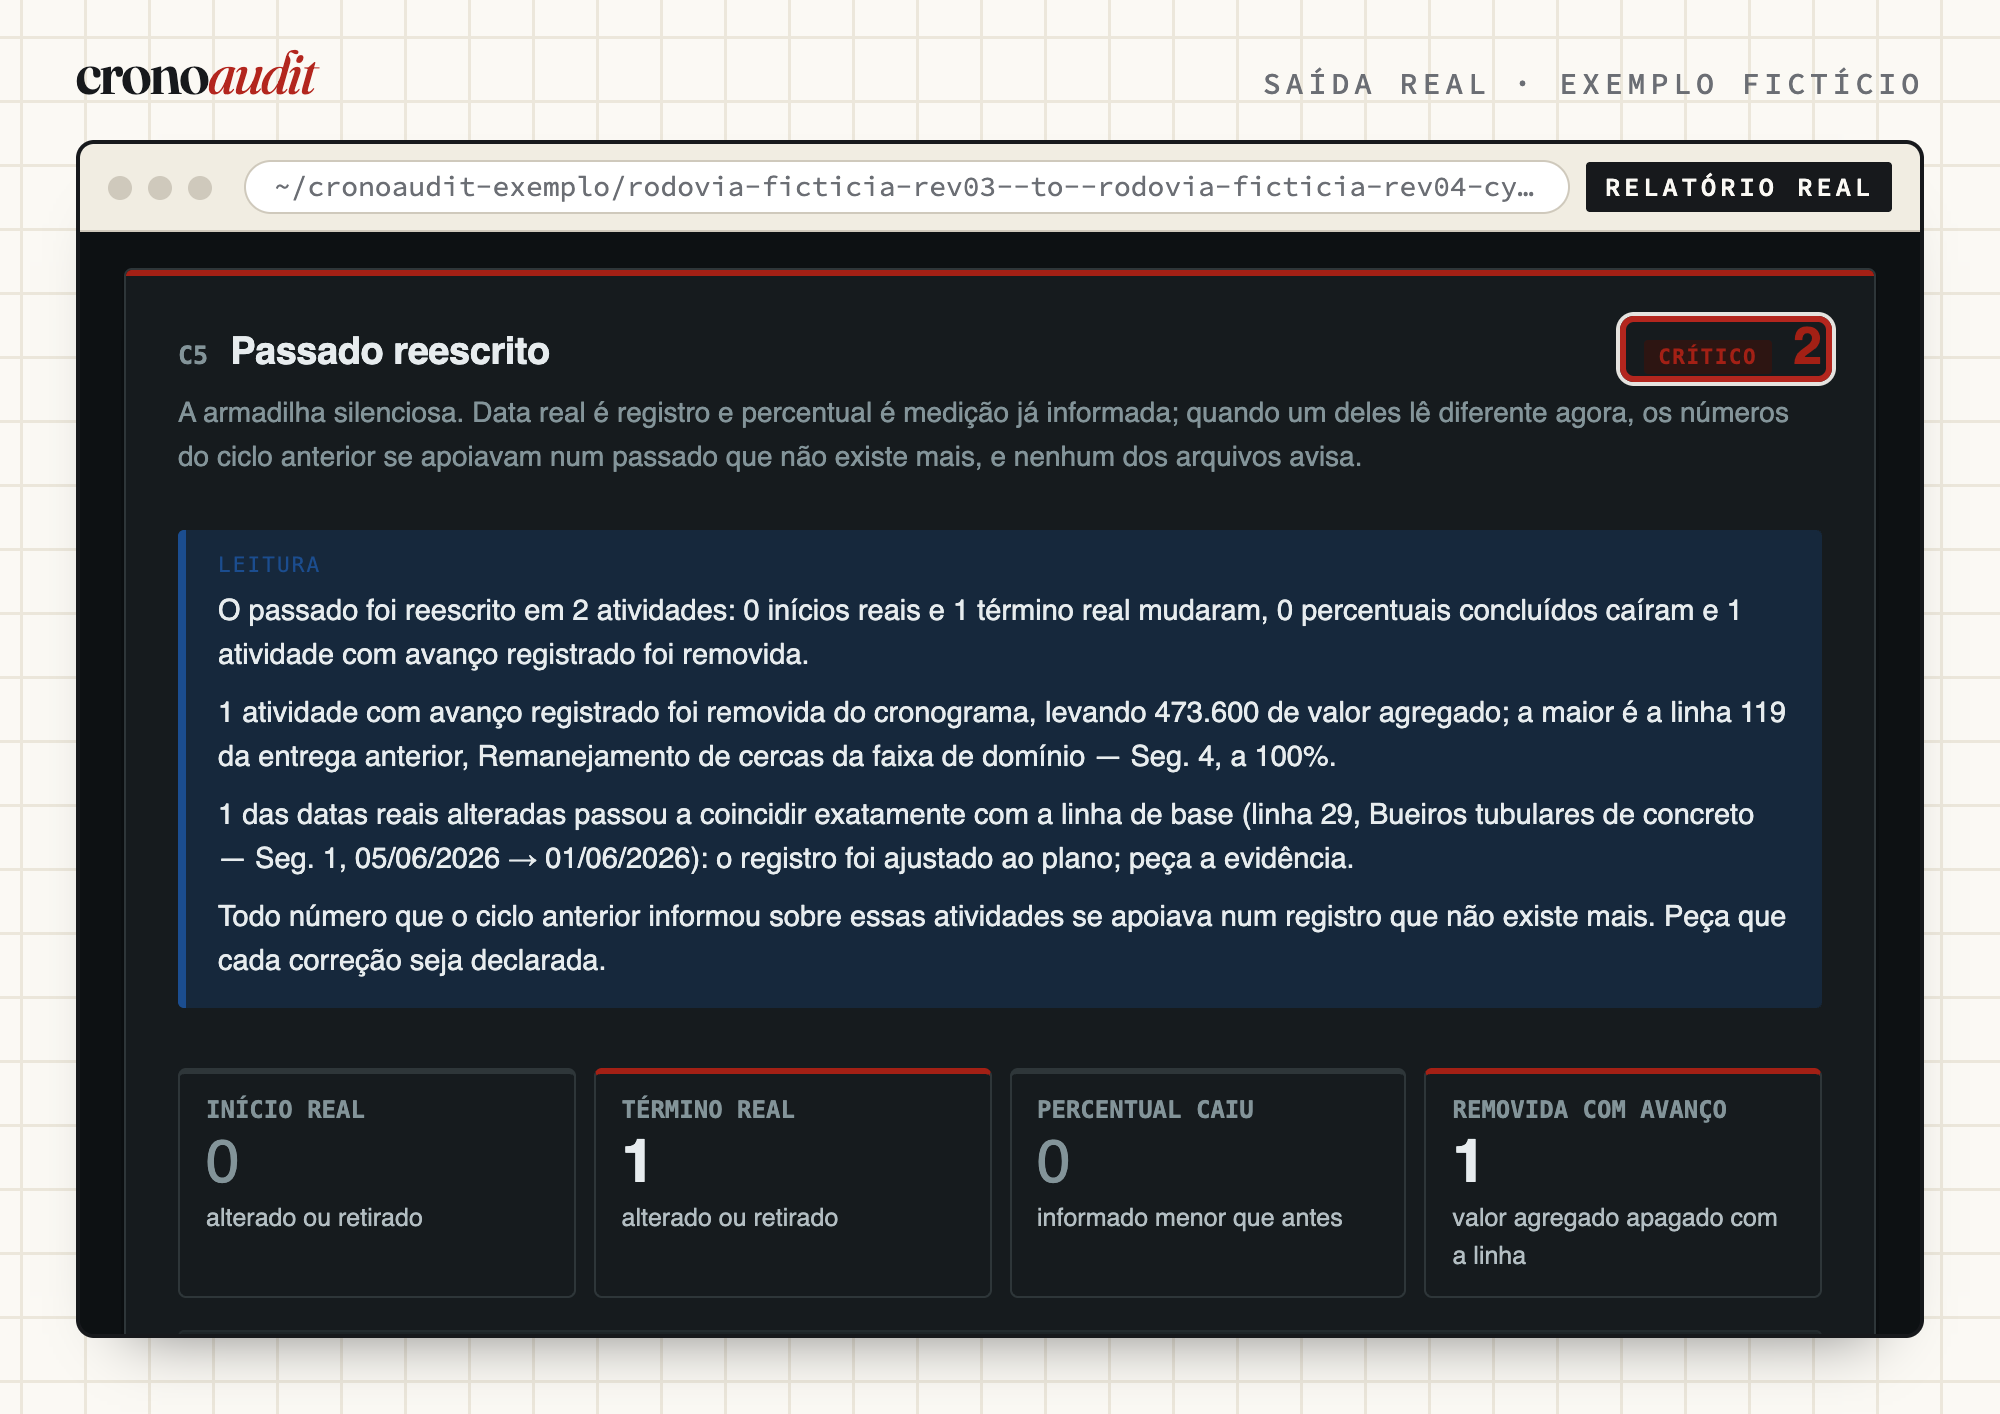 cronoaudit
SAÍDA REAL · EXEMPLO FICTÍCIO
~/cronoaudit-exemplo/rodovia-ficticia-rev03--to--rodovia-ficticia-rev04-cy…
RELATÓRIO REAL
C5 Passado reescrito
CRÍTICO 2
A armadilha silenciosa. Data real é registro e percentual é medição já informada; quando um deles lê diferente agora, os números
do ciclo anterior se apoiavam num passado que não existe mais, e nenhum dos arquivos avisa.
LEITURA
O passado foi reescrito em 2 atividades: 0 inícios reais e 1 término real mudaram, 0 percentuais concluídos caíram e 1
atividade com avanço registrado foi removida.
1 atividade com avanço registrado foi removida do cronograma, levando 473.600 de valor agregado; a maior é a linha 119
da entrega anterior, Remanejamento de cercas da faixa de domínio — Seg. 4, a 100%.
1 das datas reais alteradas passou a coincidir exatamente com a linha de base (linha 29, Bueiros tubulares de concreto
— Seg. 1, 05/06/2026 → 01/06/2026): o registro foi ajustado ao plano; peça a evidência.
Todo número que o ciclo anterior informou sobre essas atividades se apoiava num registro que não existe mais. Peça que
cada correção seja declarada.
INÍCIO REAL
0
alterado ou retirado
TÉRMINO REAL
1
alterado ou retirado
PERCENTUAL CAIU
0
informado menor que antes
REMOVIDA COM AVANÇO
1
valor agregado apagado com
a linha